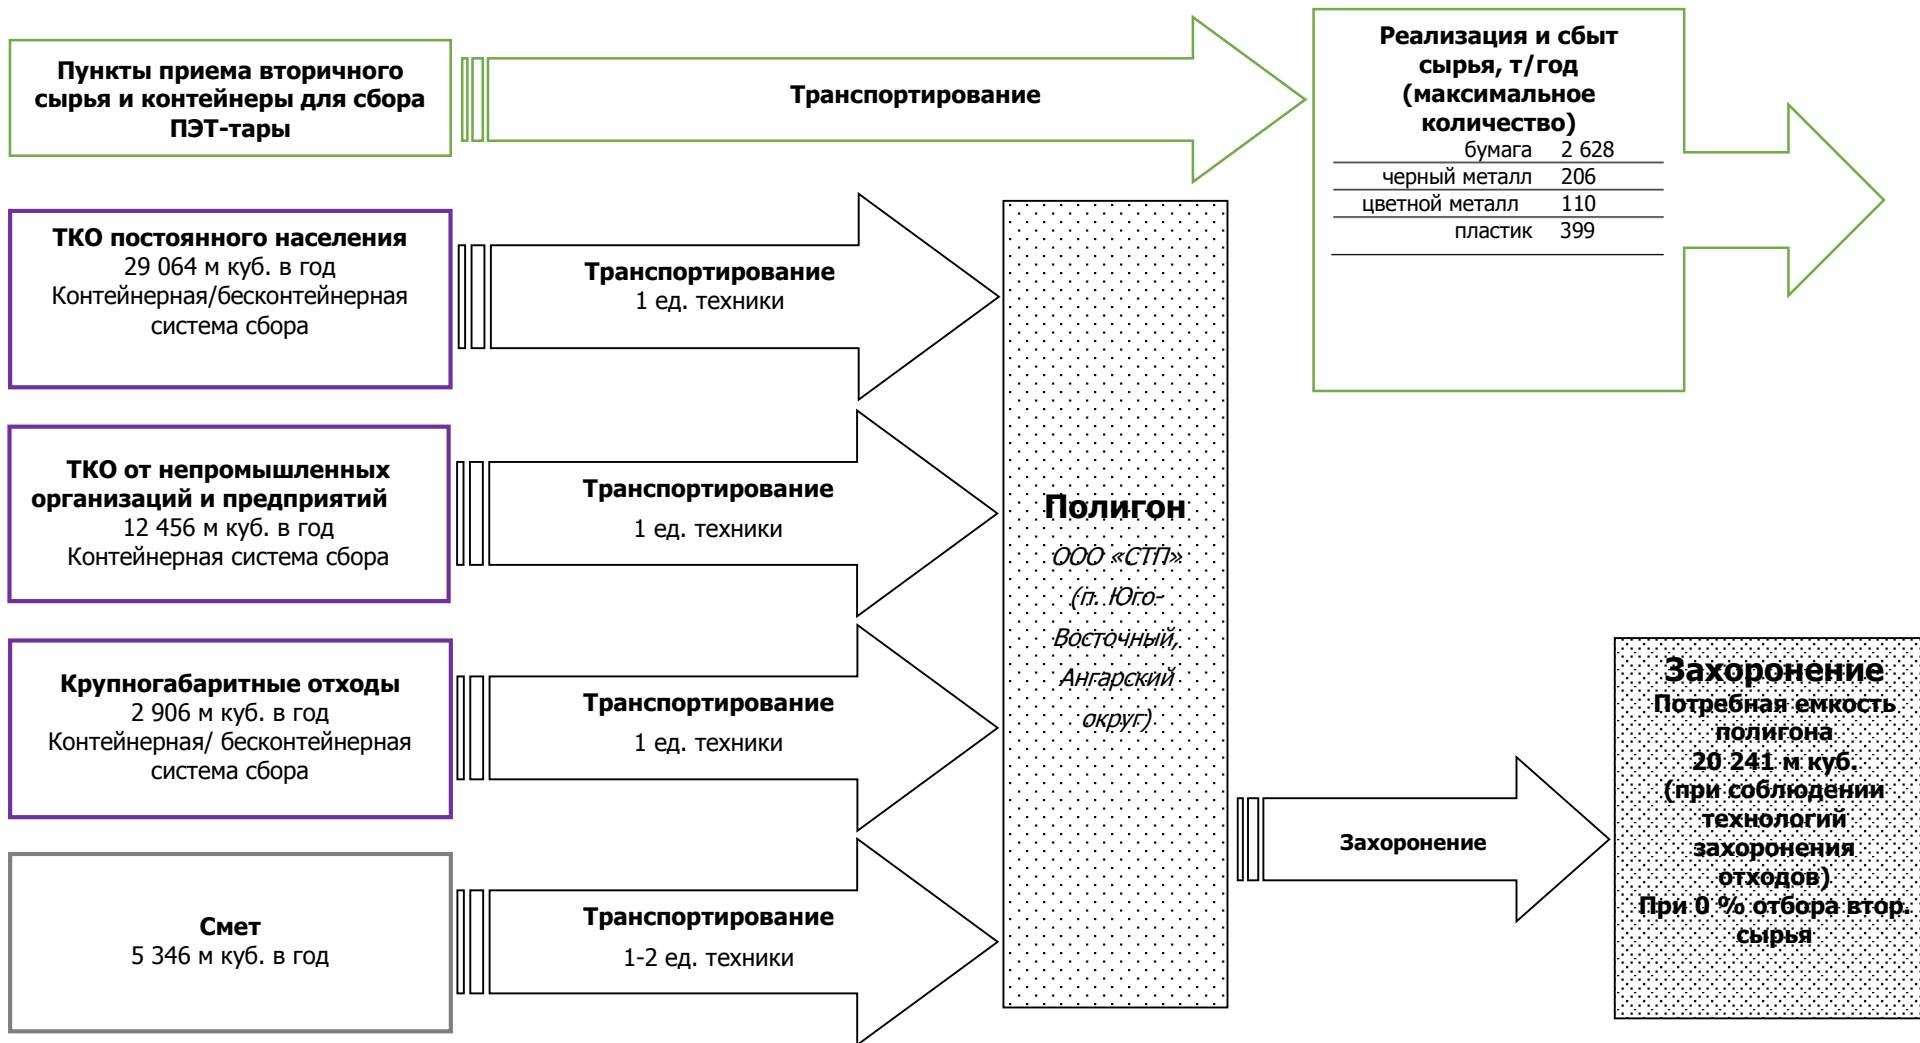 Пункты приема вторичного
сырья и контейнеры для сбора
ПЭТ-тары
Транспортирование
Реализация и сбыт
сырья, т/год
(максимальное
количество)
бумага 2 628
черный металл 206
цветной металл 110
пластик 399
ТКО постоянного населения
29 064 м куб. в год
Контейнерная/бесконтейнерная
система сбора
Транспортирование
1 ед. техники
ТКО от непромышленных
организаций и предприятий
12 456 м куб. в год
Контейнерная система сбора
Транспортирование
1 ед. техники
Крупногабаритные отходы
2 906 м куб. в год
Контейнерная/ бесконтейнерная
система сбора
Транспортирование
1 ед. техники
Смет
5 346 м куб. в год
Транспортирование
1-2 ед. техники
Полигон
ООО «СТП»
(п. Юго-
Восточный,
Ангарский
округ)
Захоронение
Захоронение
Потребная емкость
полигона
20 241 м куб.
(при соблюдении
технологий
захоронения
отходов)
При 0 % отбора втор.
сырья